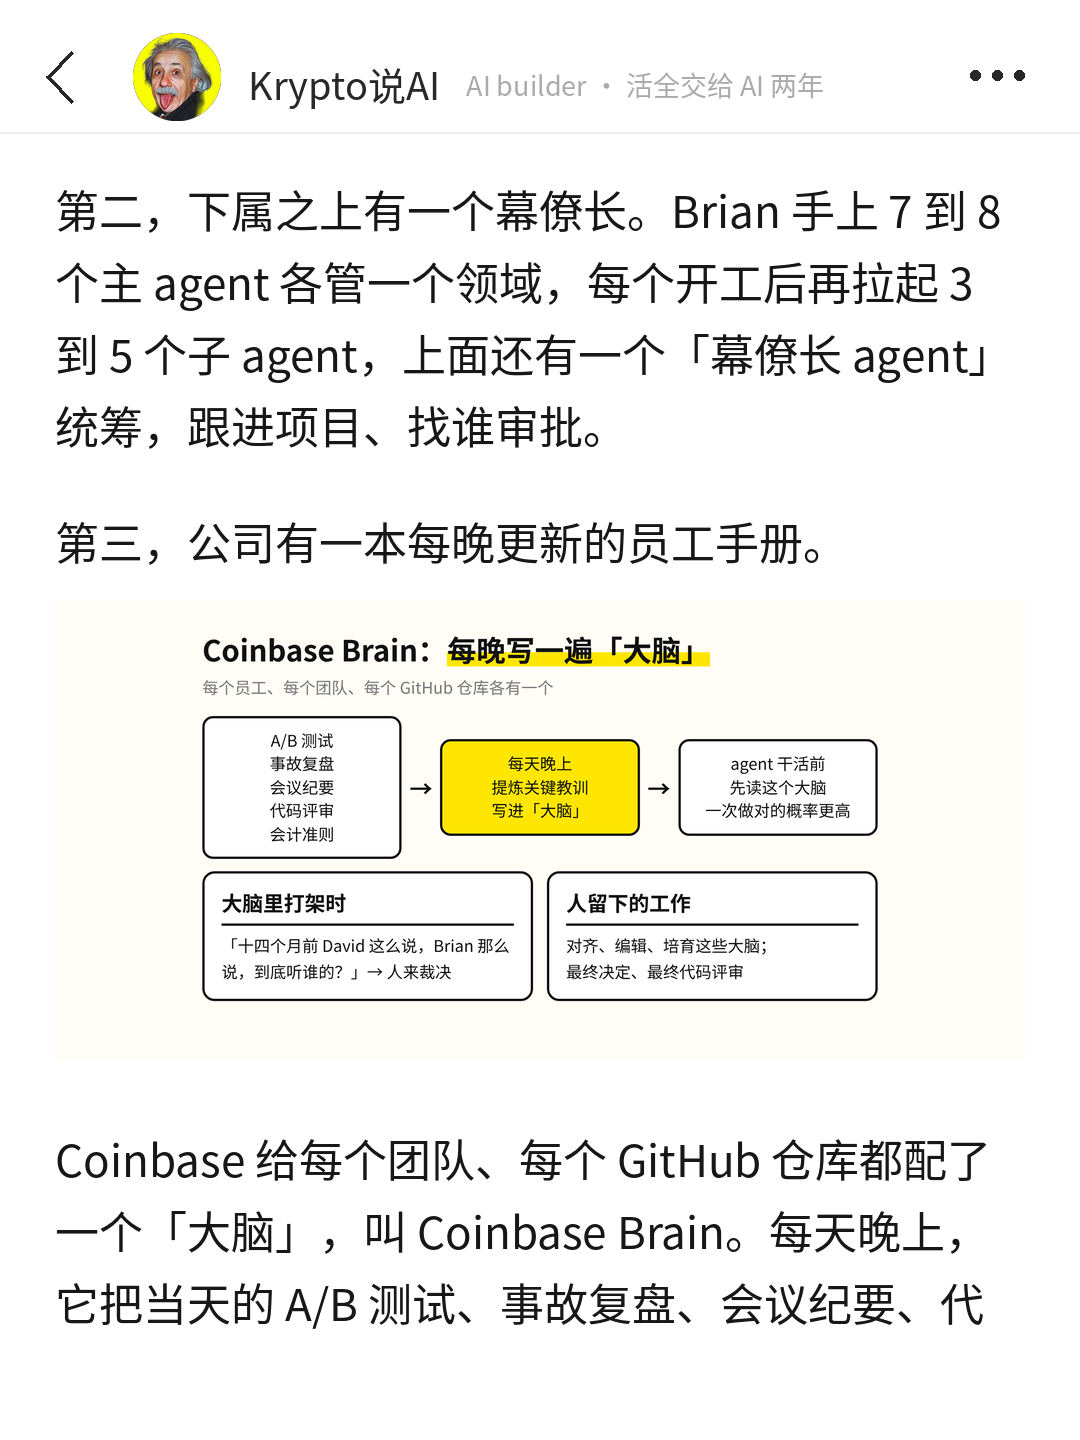 Krypto说AI AI builder · 活全交给 AI 两年
第二，下属之上有一个幕僚长。Brian 手上 7 到 8
个主 agent 各管一个领域，每个开工后再拉起 3
到 5 个子 agent，上面还有一个「幕僚长 agent」
统筹，跟进项目、找谁审批。
第三，公司有一本每晚更新的员工手册。
Coinbase Brain：每晚写一遍「大脑」
每个员工、每个团队、每个 GitHub 仓库各有一个
A/B 测试
事故复盘
会议纪要
代码评审
会计准则
→
每天晚上
提炼关键教训
写进「大脑」
→
agent 干活前
先读这个大脑
一次做对的概率更高
大脑里打架时
「十四个月前 David 这么说，Brian 那么
说，到底听谁的？」→ 人来裁决
人留下的工作
对齐、编辑、培育这些大脑；
最终决定、最终代码评审
Coinbase 给每个团队、每个 GitHub 仓库都配了
一个「大脑」，叫 Coinbase Brain。每天晚上，
它把当天的 A/B 测试、事故复盘、会议纪要、代